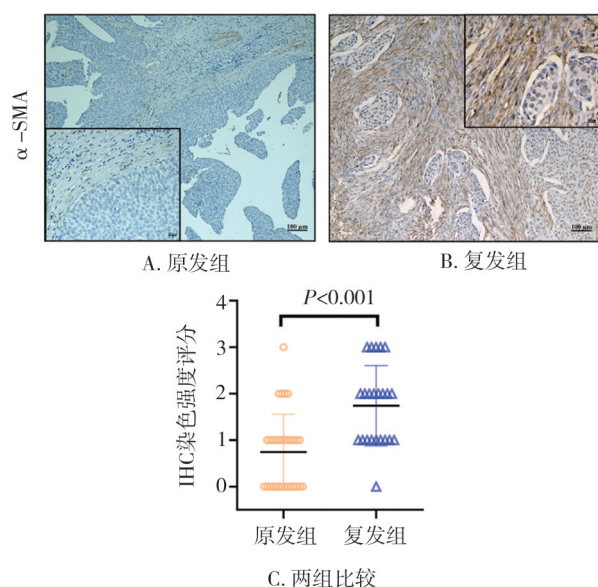 α-SMA
100 μm
100 μm
A. 原发组
B. 复发组
P<0.001
IHC染色强度评分
4
3
2
1
0
原发组
复发组
C. 两组比较